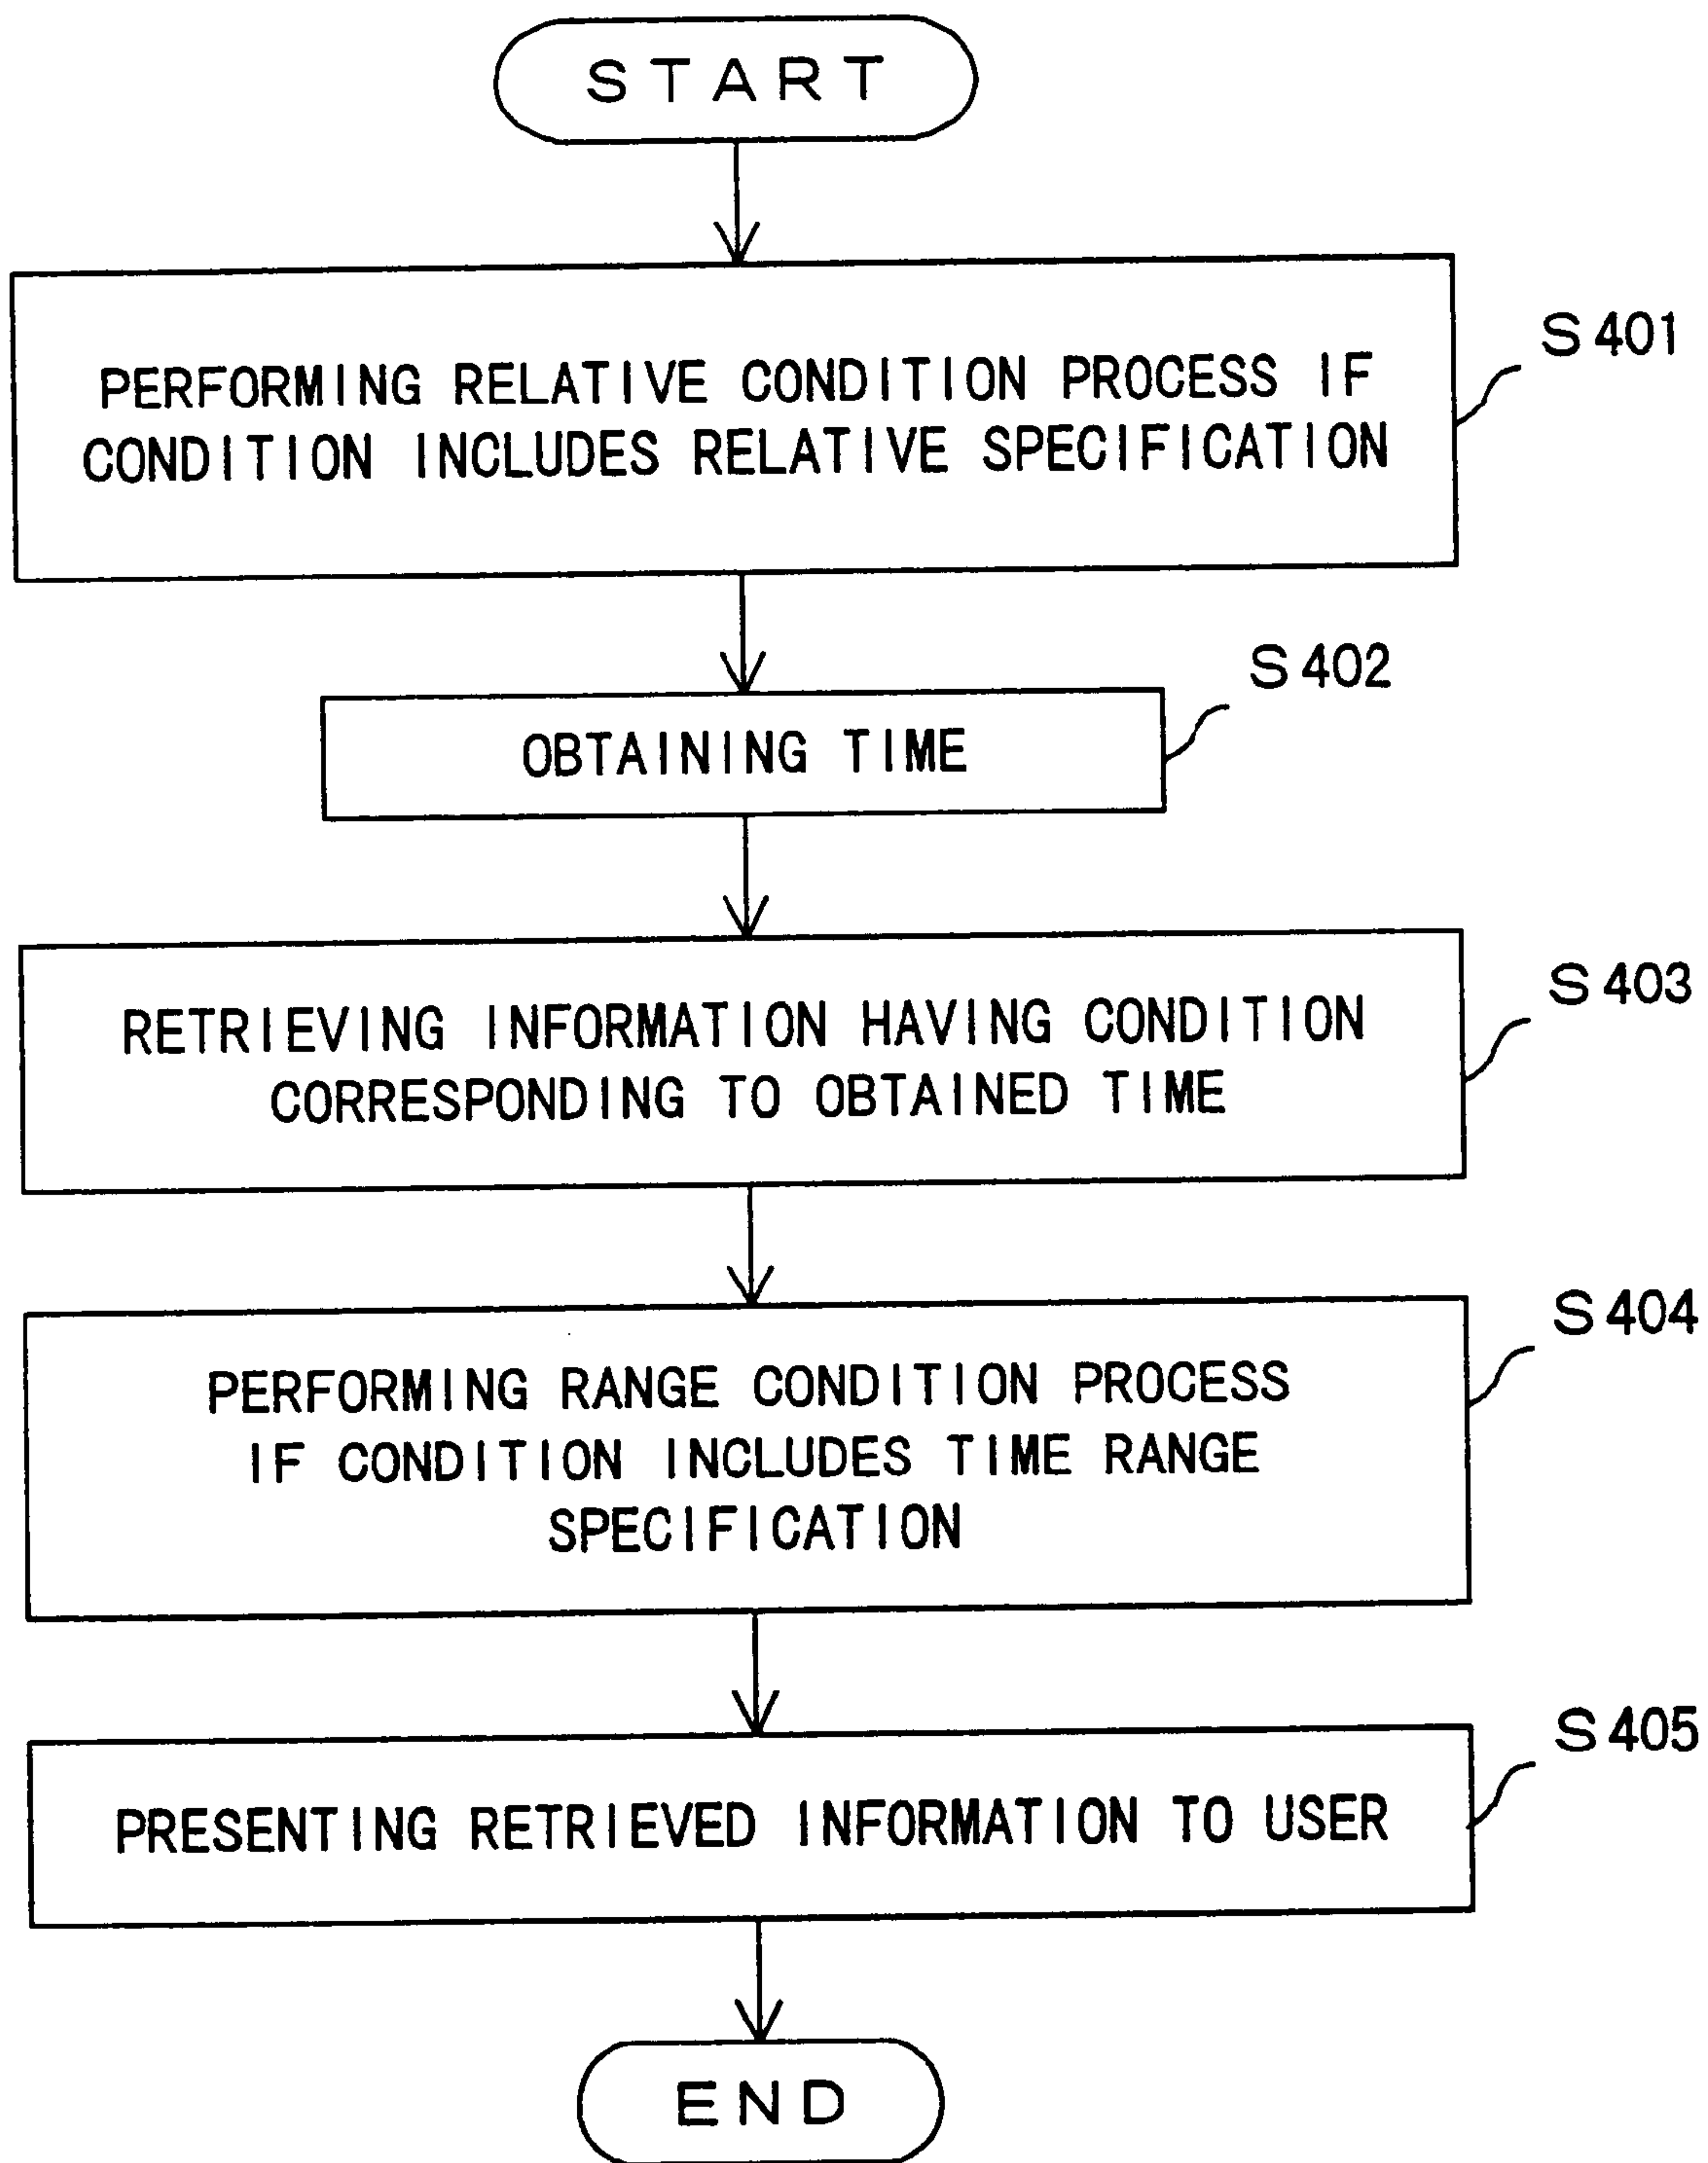 START
PERFORMING RELATIVE CONDITION PROCESS IF
CONDITION INCLUDES RELATIVE SPECIFICATION
S401
OBTAINING TIME
S402
RETRIEVING INFORMATION HAVING CONDITION
CORRESPONDING TO OBTAINED TIME
S403
PERFORMING RANGE CONDITION PROCESS
IF CONDITION INCLUDES TIME RANGE
SPECIFICATION
S404
PRESENTING RETRIEVED INFORMATION TO USER
S405
END